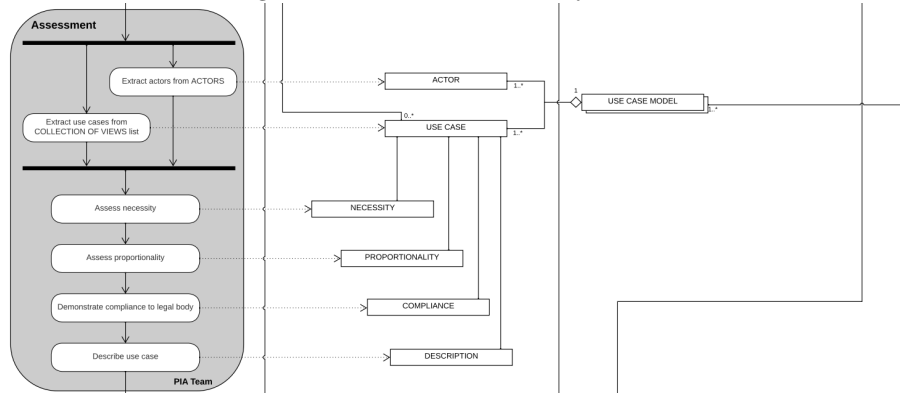 Assessment
Extract actors from ACTORS
ACTOR
1..*
1
USE CASE MODEL
1..*
0..*
Extract use cases from
COLLECTION OF VIEWS list
USE CASE
1..*
Assess necessity
NECESSITY
Assess proportionality
PROPORTIONALITY
Demonstrate compliance to legal body
COMPLIANCE
Describe use case
DESCRIPTION
PIA Team